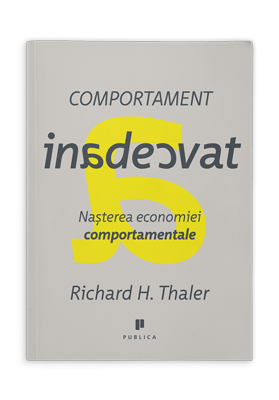 COMPORTAMENT
inadecvat
Nașterea economiei
comportamentale
Richard H. Thaler
PUBLICA